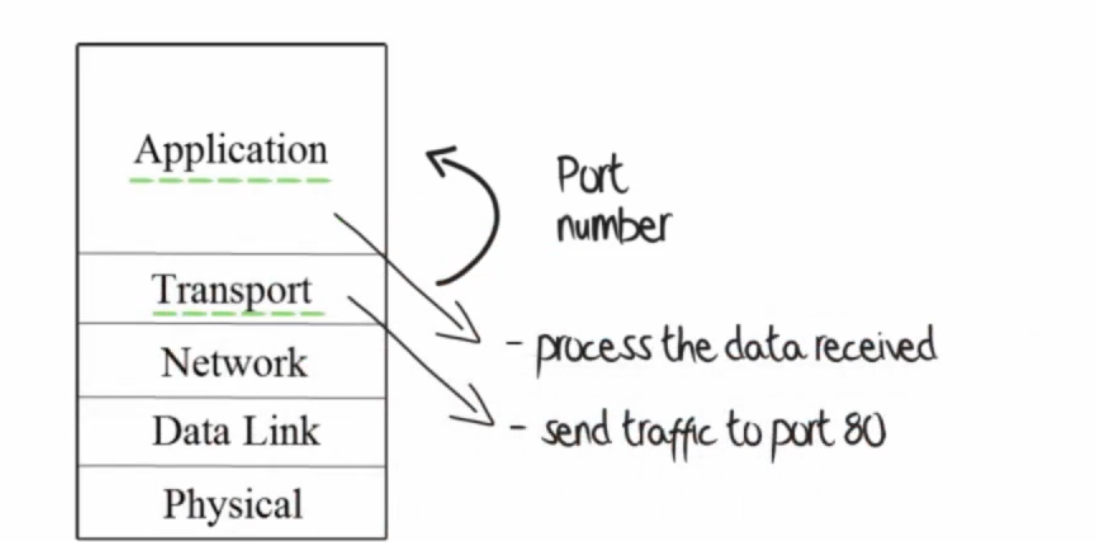 Application
Transport
Network
Data Link
Physical
Port
number
- process the data received
- send traffic to port 80